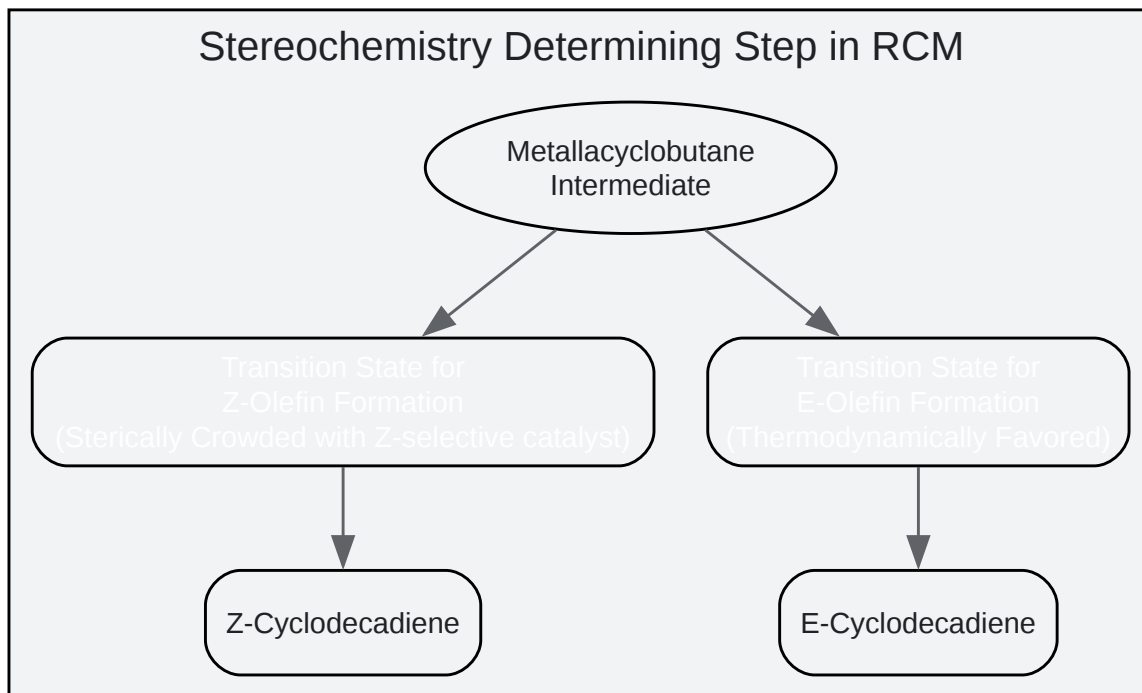 Stereochemistry Determining Step in RCM
Metallacyclobutane
Intermediate
Transition State for
Z-Olefin Formation
(Sterically Crowded with Z-selective catalyst)
Transition State for
E-Olefin Formation
(Thermodynamically Favored)
Z-Cyclodecadiene
E-Cyclodecadiene